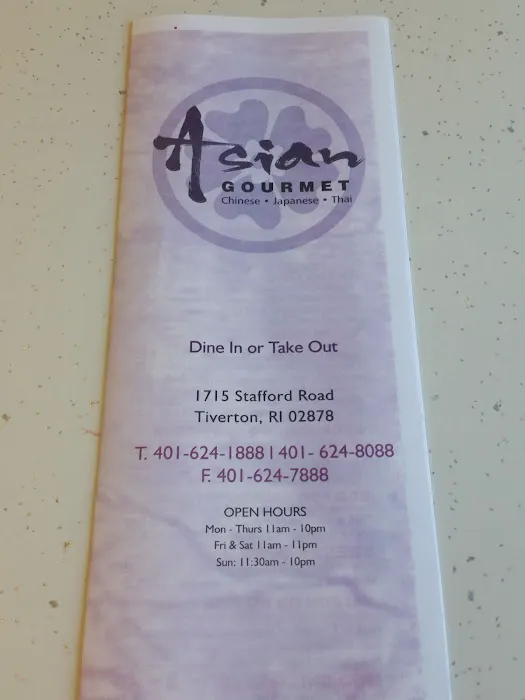 Asian
GOURMET
Chinese • Japanese • Thai
Dine In or Take Out
1715 Stafford Road
Tiverton, RI 02878
T. 401-624-1888 | 401- 624-8088
F. 401-624-7888
OPEN HOURS
Mon - Thurs 11am - 10pm
Fri & Sat 11am - 11pm
Sun: 11:30am - 10pm